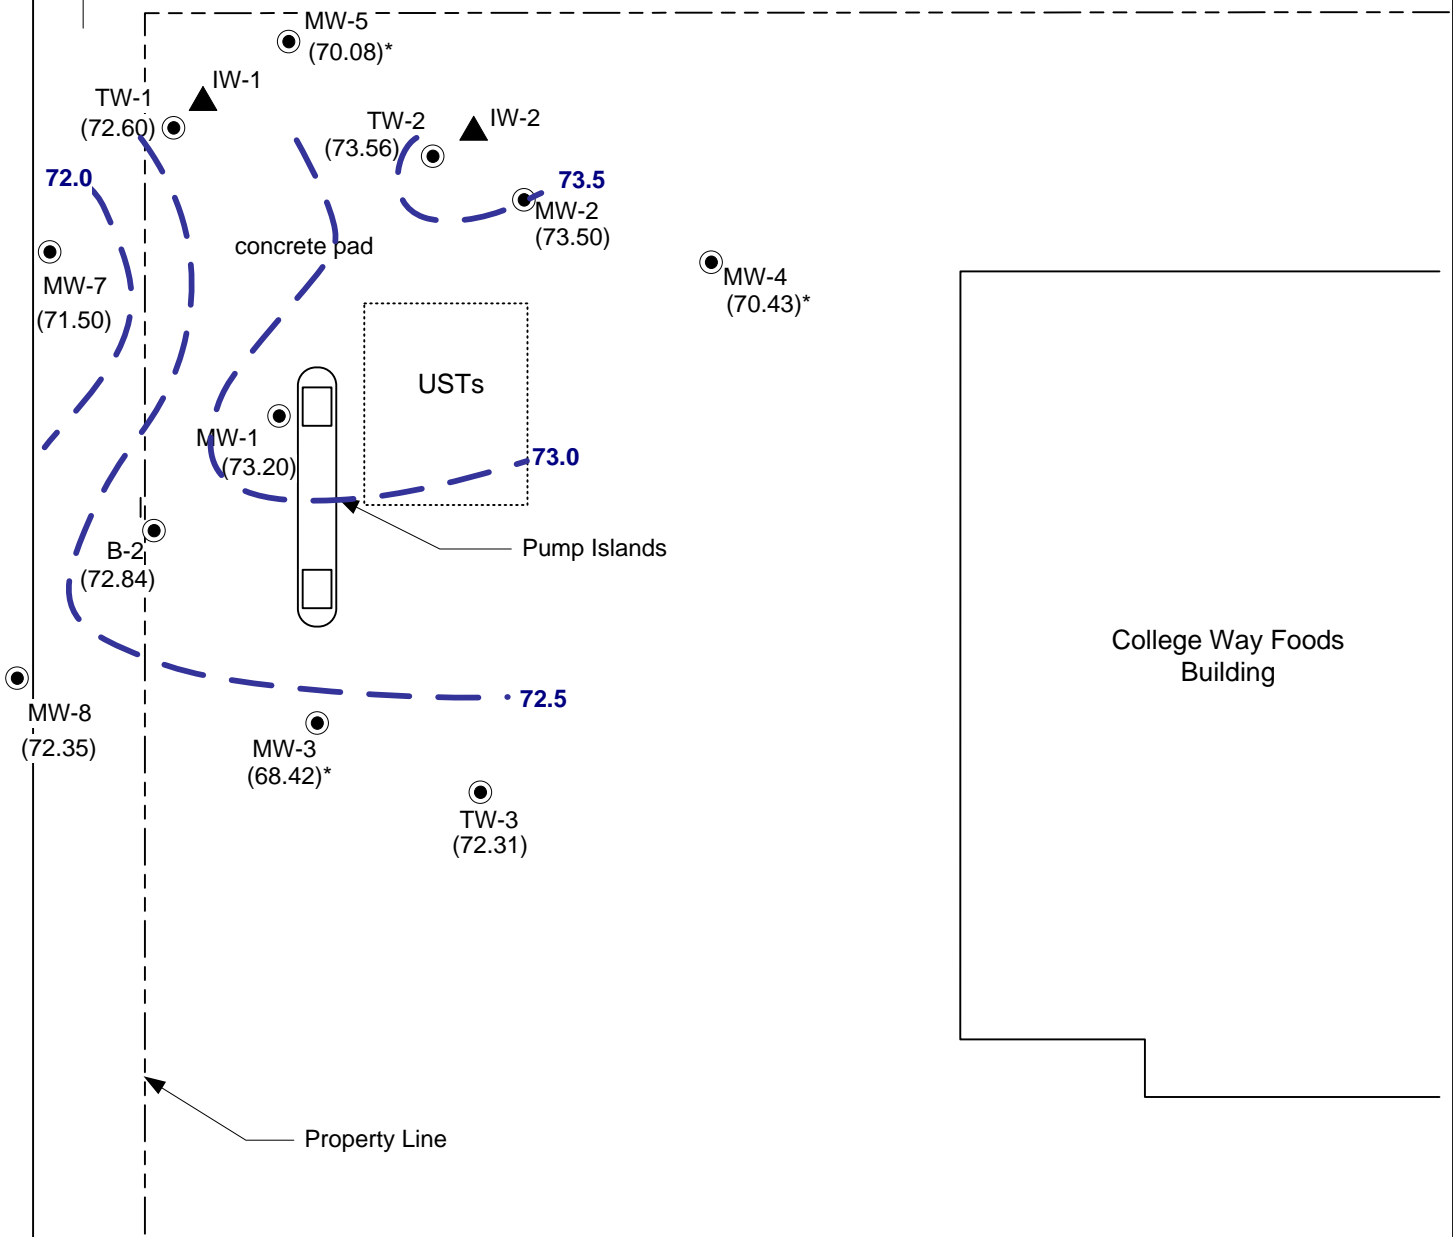 MW-5
(70.08)*
IW-1
TW-1
(72.60)
TW-2
(73.56)
IW-2
72.0
73.5
MW-2
(73.50)
concrete pad
MW-7
(71.50)
MW-4
(70.43)*
USTs
MW-1
(73.20)
73.0
B-2
(72.84)
Pump Islands
College Way Foods
Building
72.5
MW-8
(72.35)
MW-3
(68.42)*
TW-3
(72.31)
Property Line